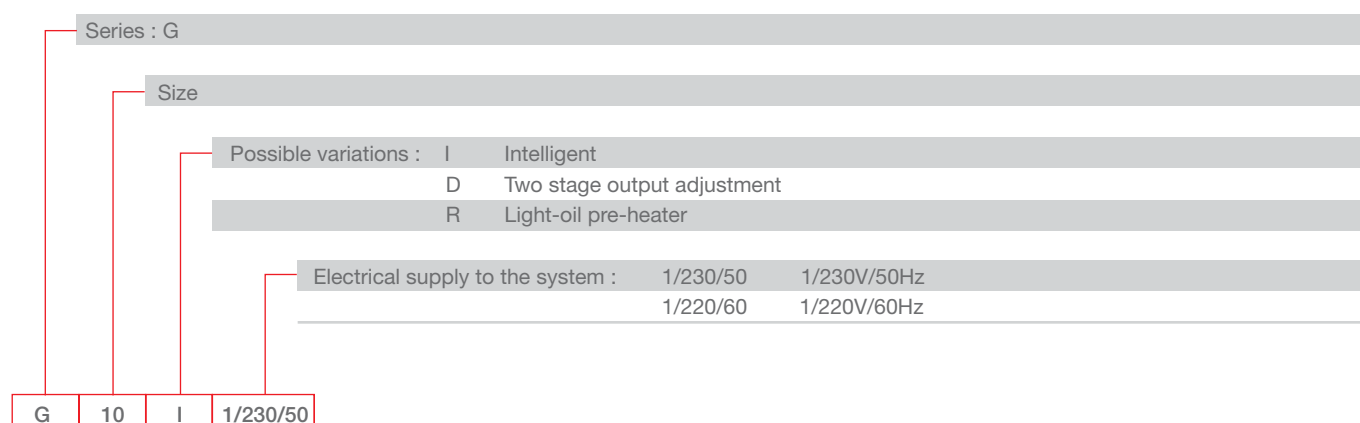 Series : G
Size
Possible variations : I Intelligent
D Two stage output adjustment
R Light-oil pre-heater
Electrical supply to the system : 1/230/50 1/230V/50Hz
1/220/60 1/220V/60Hz
G 10 I 1/230/50